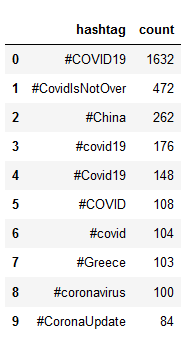 hashtag count
0 #COVID19 1632
1 #CovidIsNotOver 472
2 #China 262
3 #covid19 176
4 #Covid19 148
5 #COVID 108
6 #covid 104
7 #Greece 103
8 #coronavirus 100
9 #CoronaUpdate 84